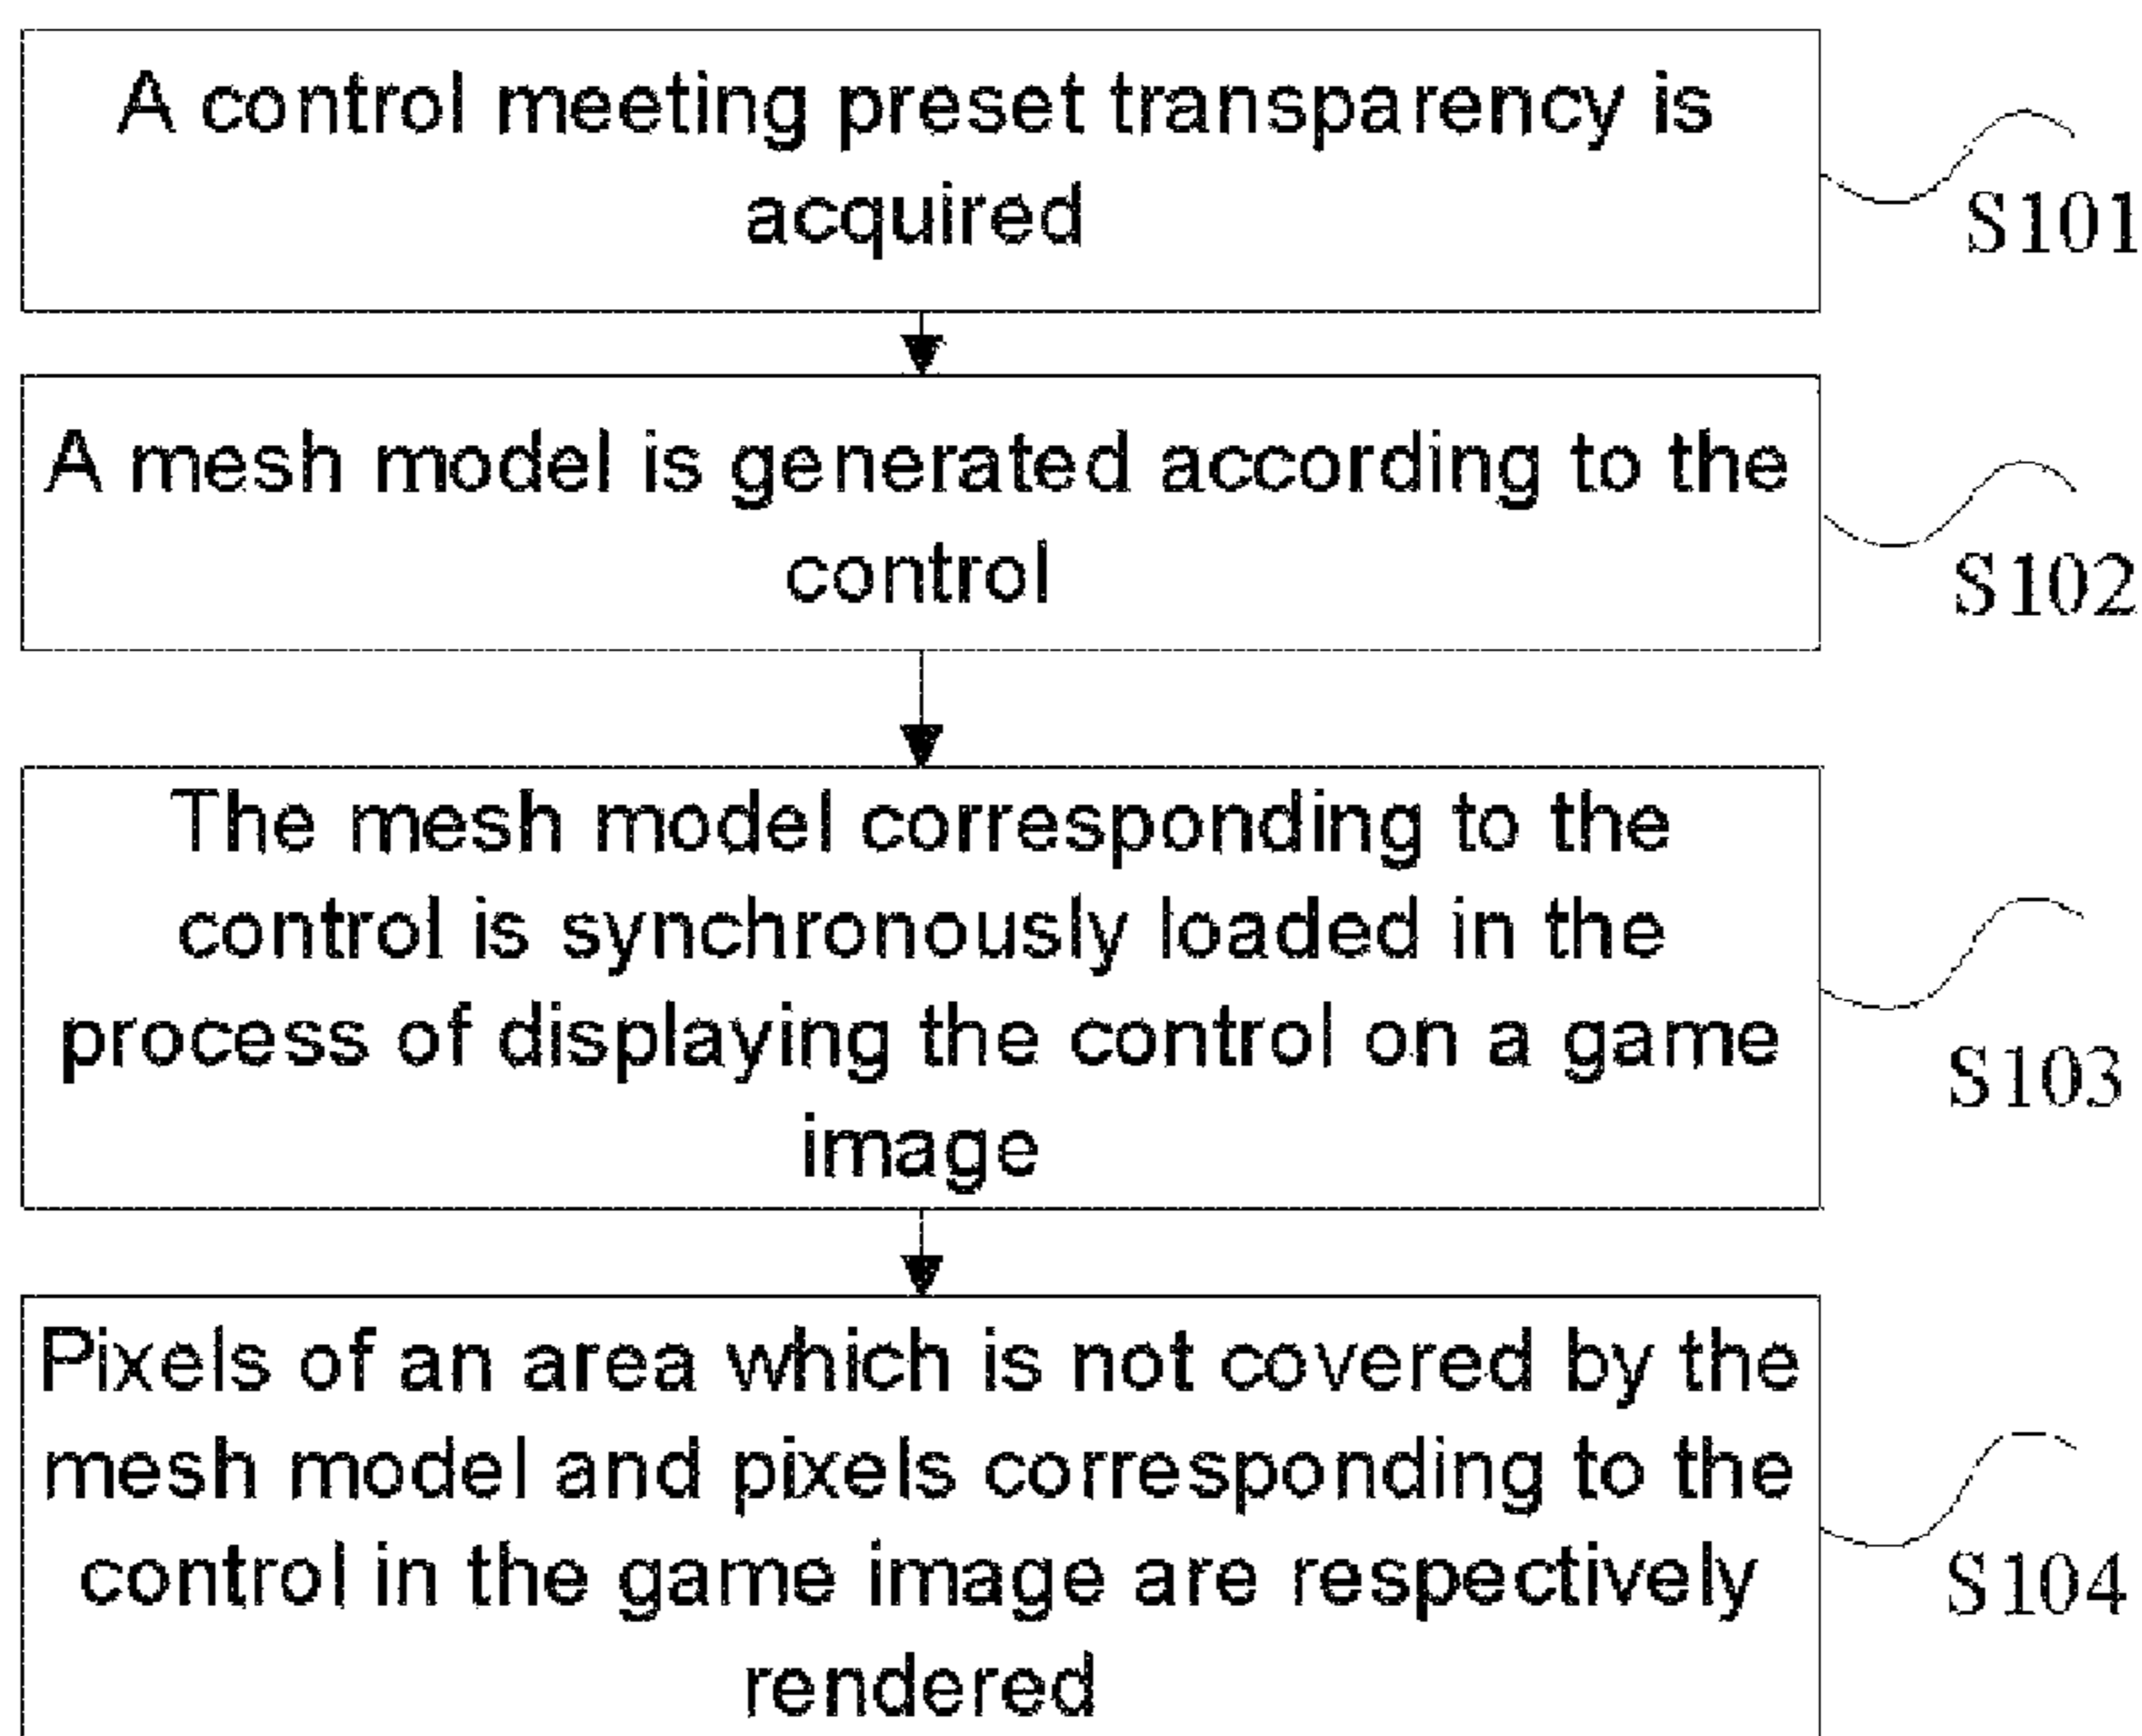 A control meeting preset transparency is
acquired
S101
A mesh model is generated according to the
control
S102
The mesh model corresponding to the
control is synchronously loaded in the
process of displaying the control on a game
image
S103
Pixels of an area which is not covered by the
mesh model and pixels corresponding to the
control in the game image are respectively
rendered
S104